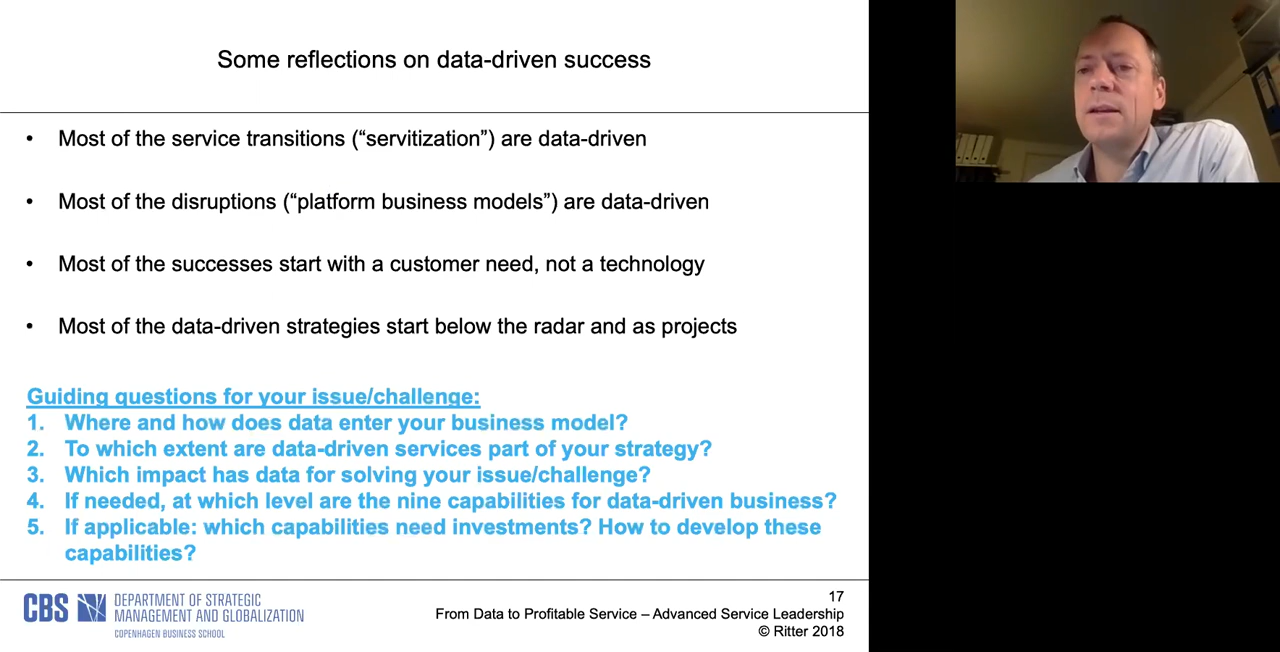 Some reflections on data-driven success
• Most of the service transitions (“servitization”) are data-driven
• Most of the disruptions (“platform business models”) are data-driven
• Most of the successes start with a customer need, not a technology
• Most of the data-driven strategies start below the radar and as projects
Guiding questions for your issue/challenge:
1. Where and how does data enter your business model?
2. To which extent are data-driven services part of your strategy?
3. Which impact has data for solving your issue/challenge?
4. If needed, at which level are the nine capabilities for data-driven business?
5. If applicable: which capabilities need investments? How to develop these
capabilities?
CBS
DEPARTMENT OF STRATEGIC
MANAGEMENT AND GLOBALIZATION
COPENHAGEN BUSINESS SCHOOL
17
From Data to Profitable Service – Advanced Service Leadership
© Ritter 2018